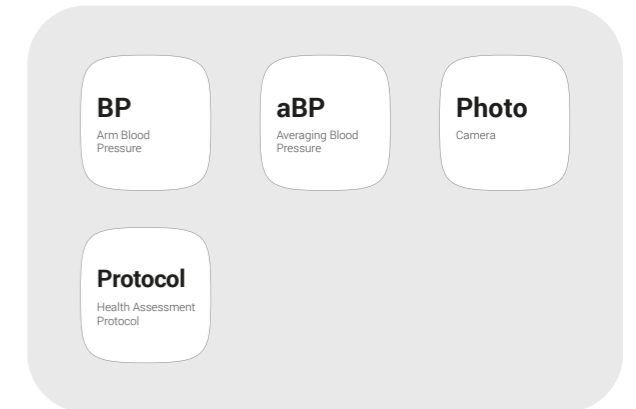 BP
Arm Blood
Pressure
aBP
Averaging Blood
Pressure
Photo
Camera
Protocol
Health Assessment
Protocol